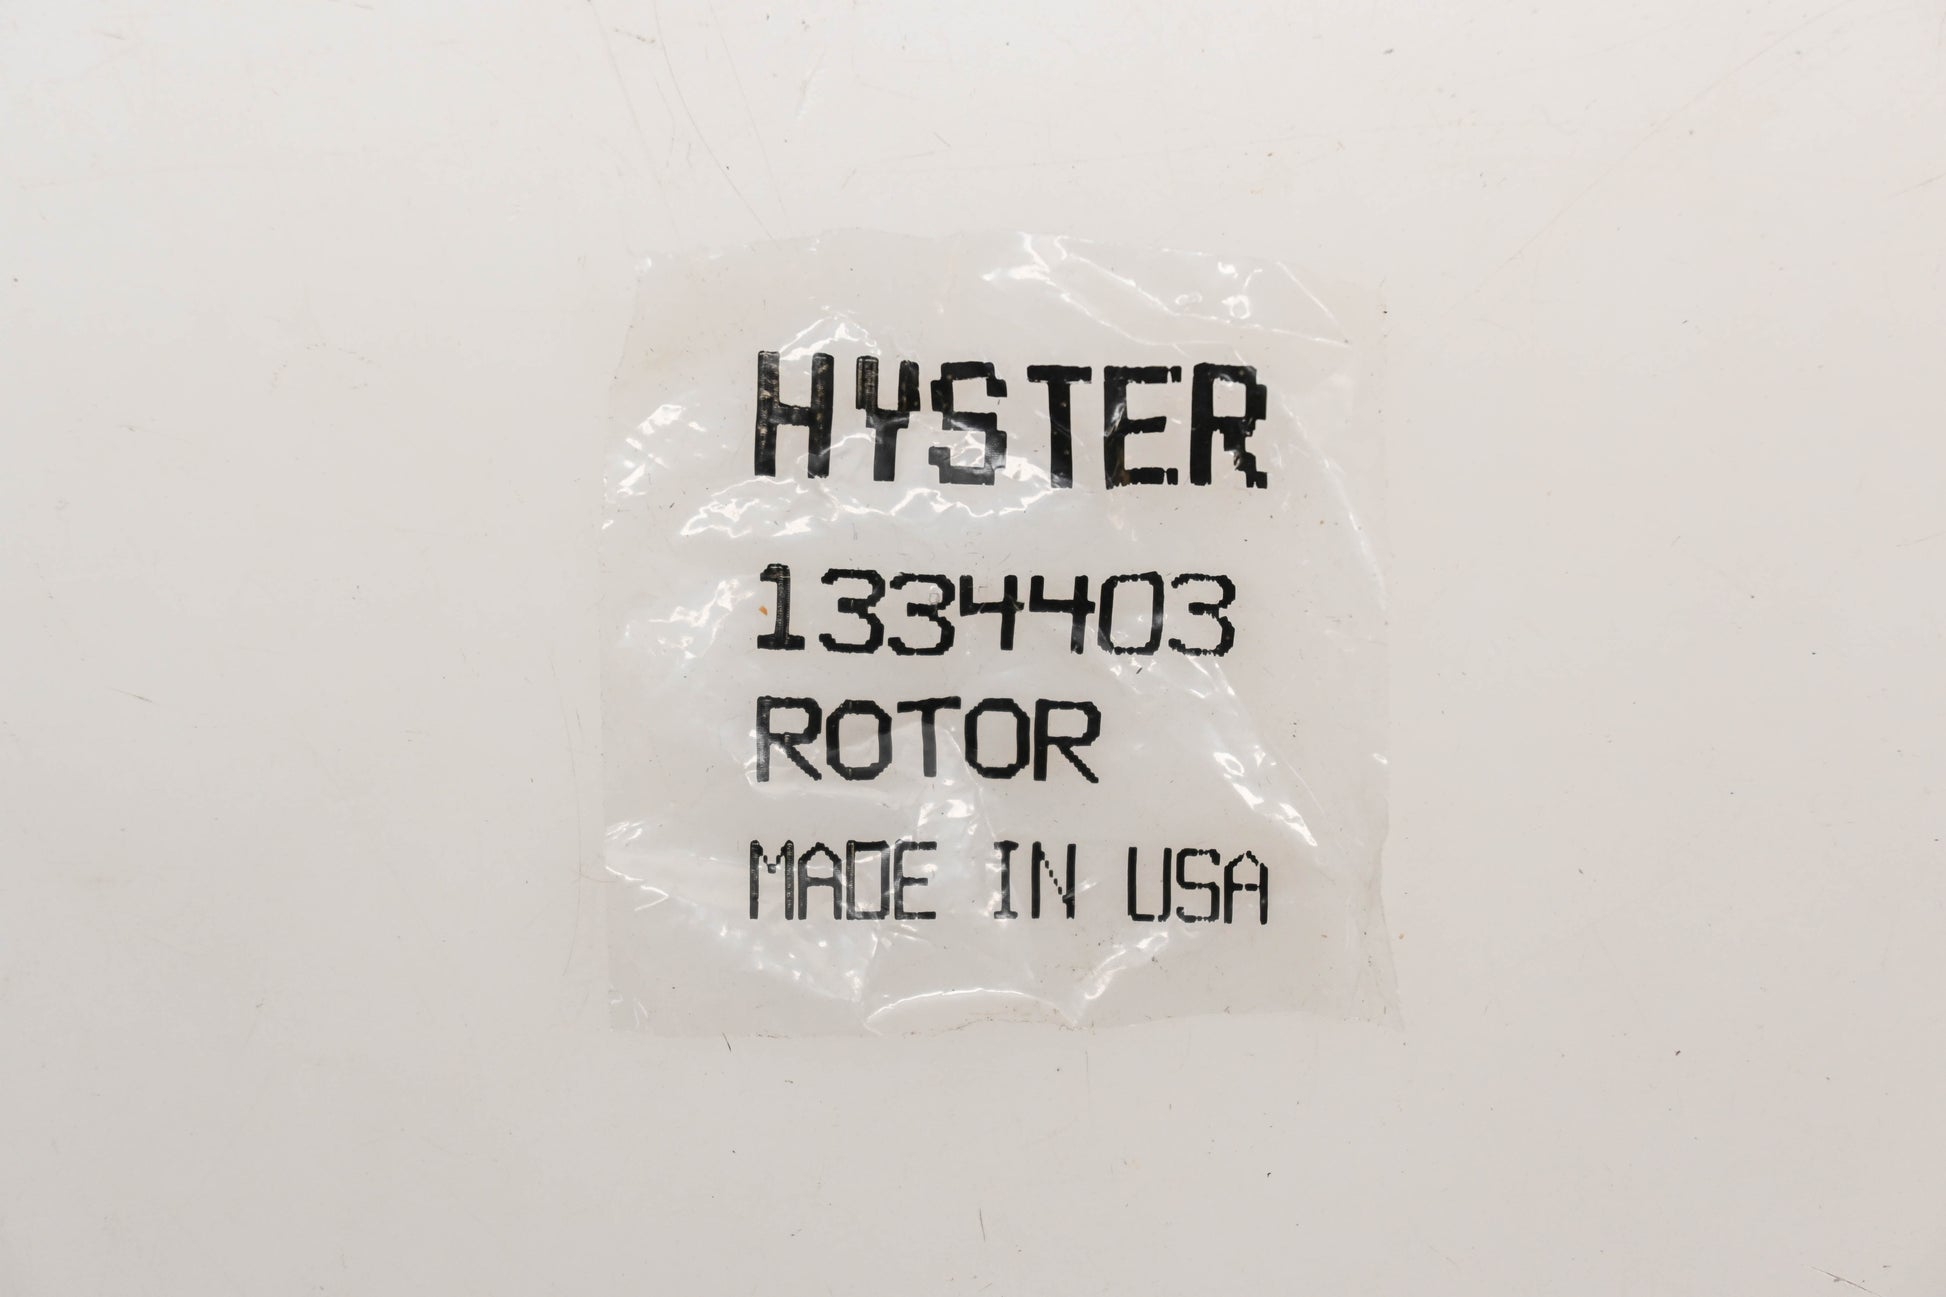 HYSTER
1334403
ROTOR
MADE IN USA